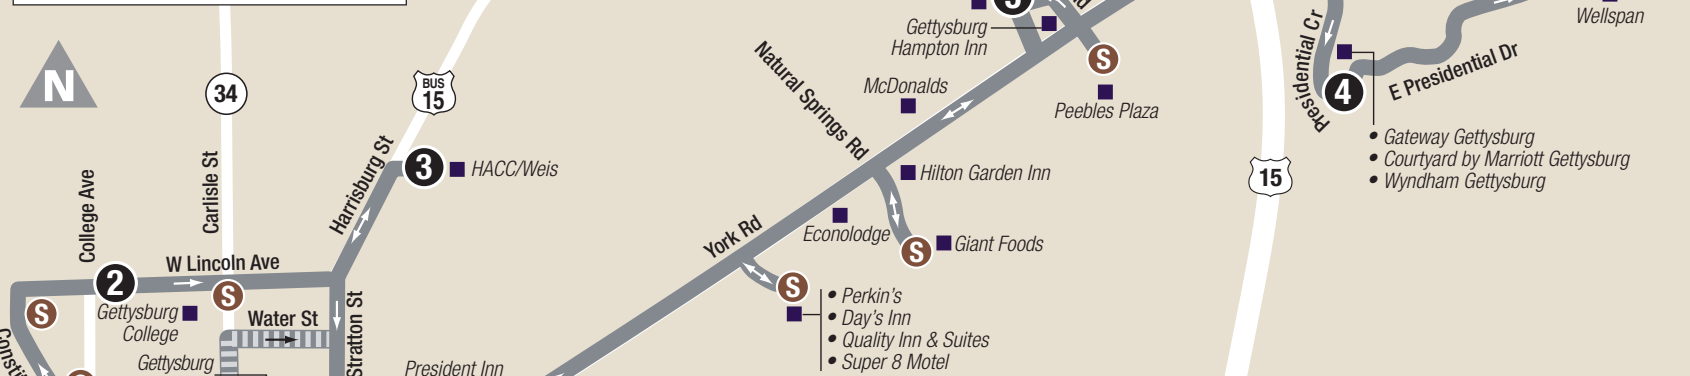 Gettysburg
Hampton Inn
Wellspan
N
34
BUS
15
McDonalds
Natural Springs Rd
S
Peebles Plaza
Presidential Cr
4
E Presidential Dr
• Gateway Gettysburg
• Courtyard by Marriott Gettysburg
• Wyndham Gettysburg
15
Harrisburg St
3
HACC/Weis
Carlisle St
College Ave
Hilton Garden Inn
Econolodge
S
Giant Foods
York Rd
S
• Perkin's
• Day's Inn
• Quality Inn & Suites
• Super 8 Motel
W Lincoln Ave
2
S
S
Gettysburg
College
Water St
Stratton St
Gettysburg
President Inn